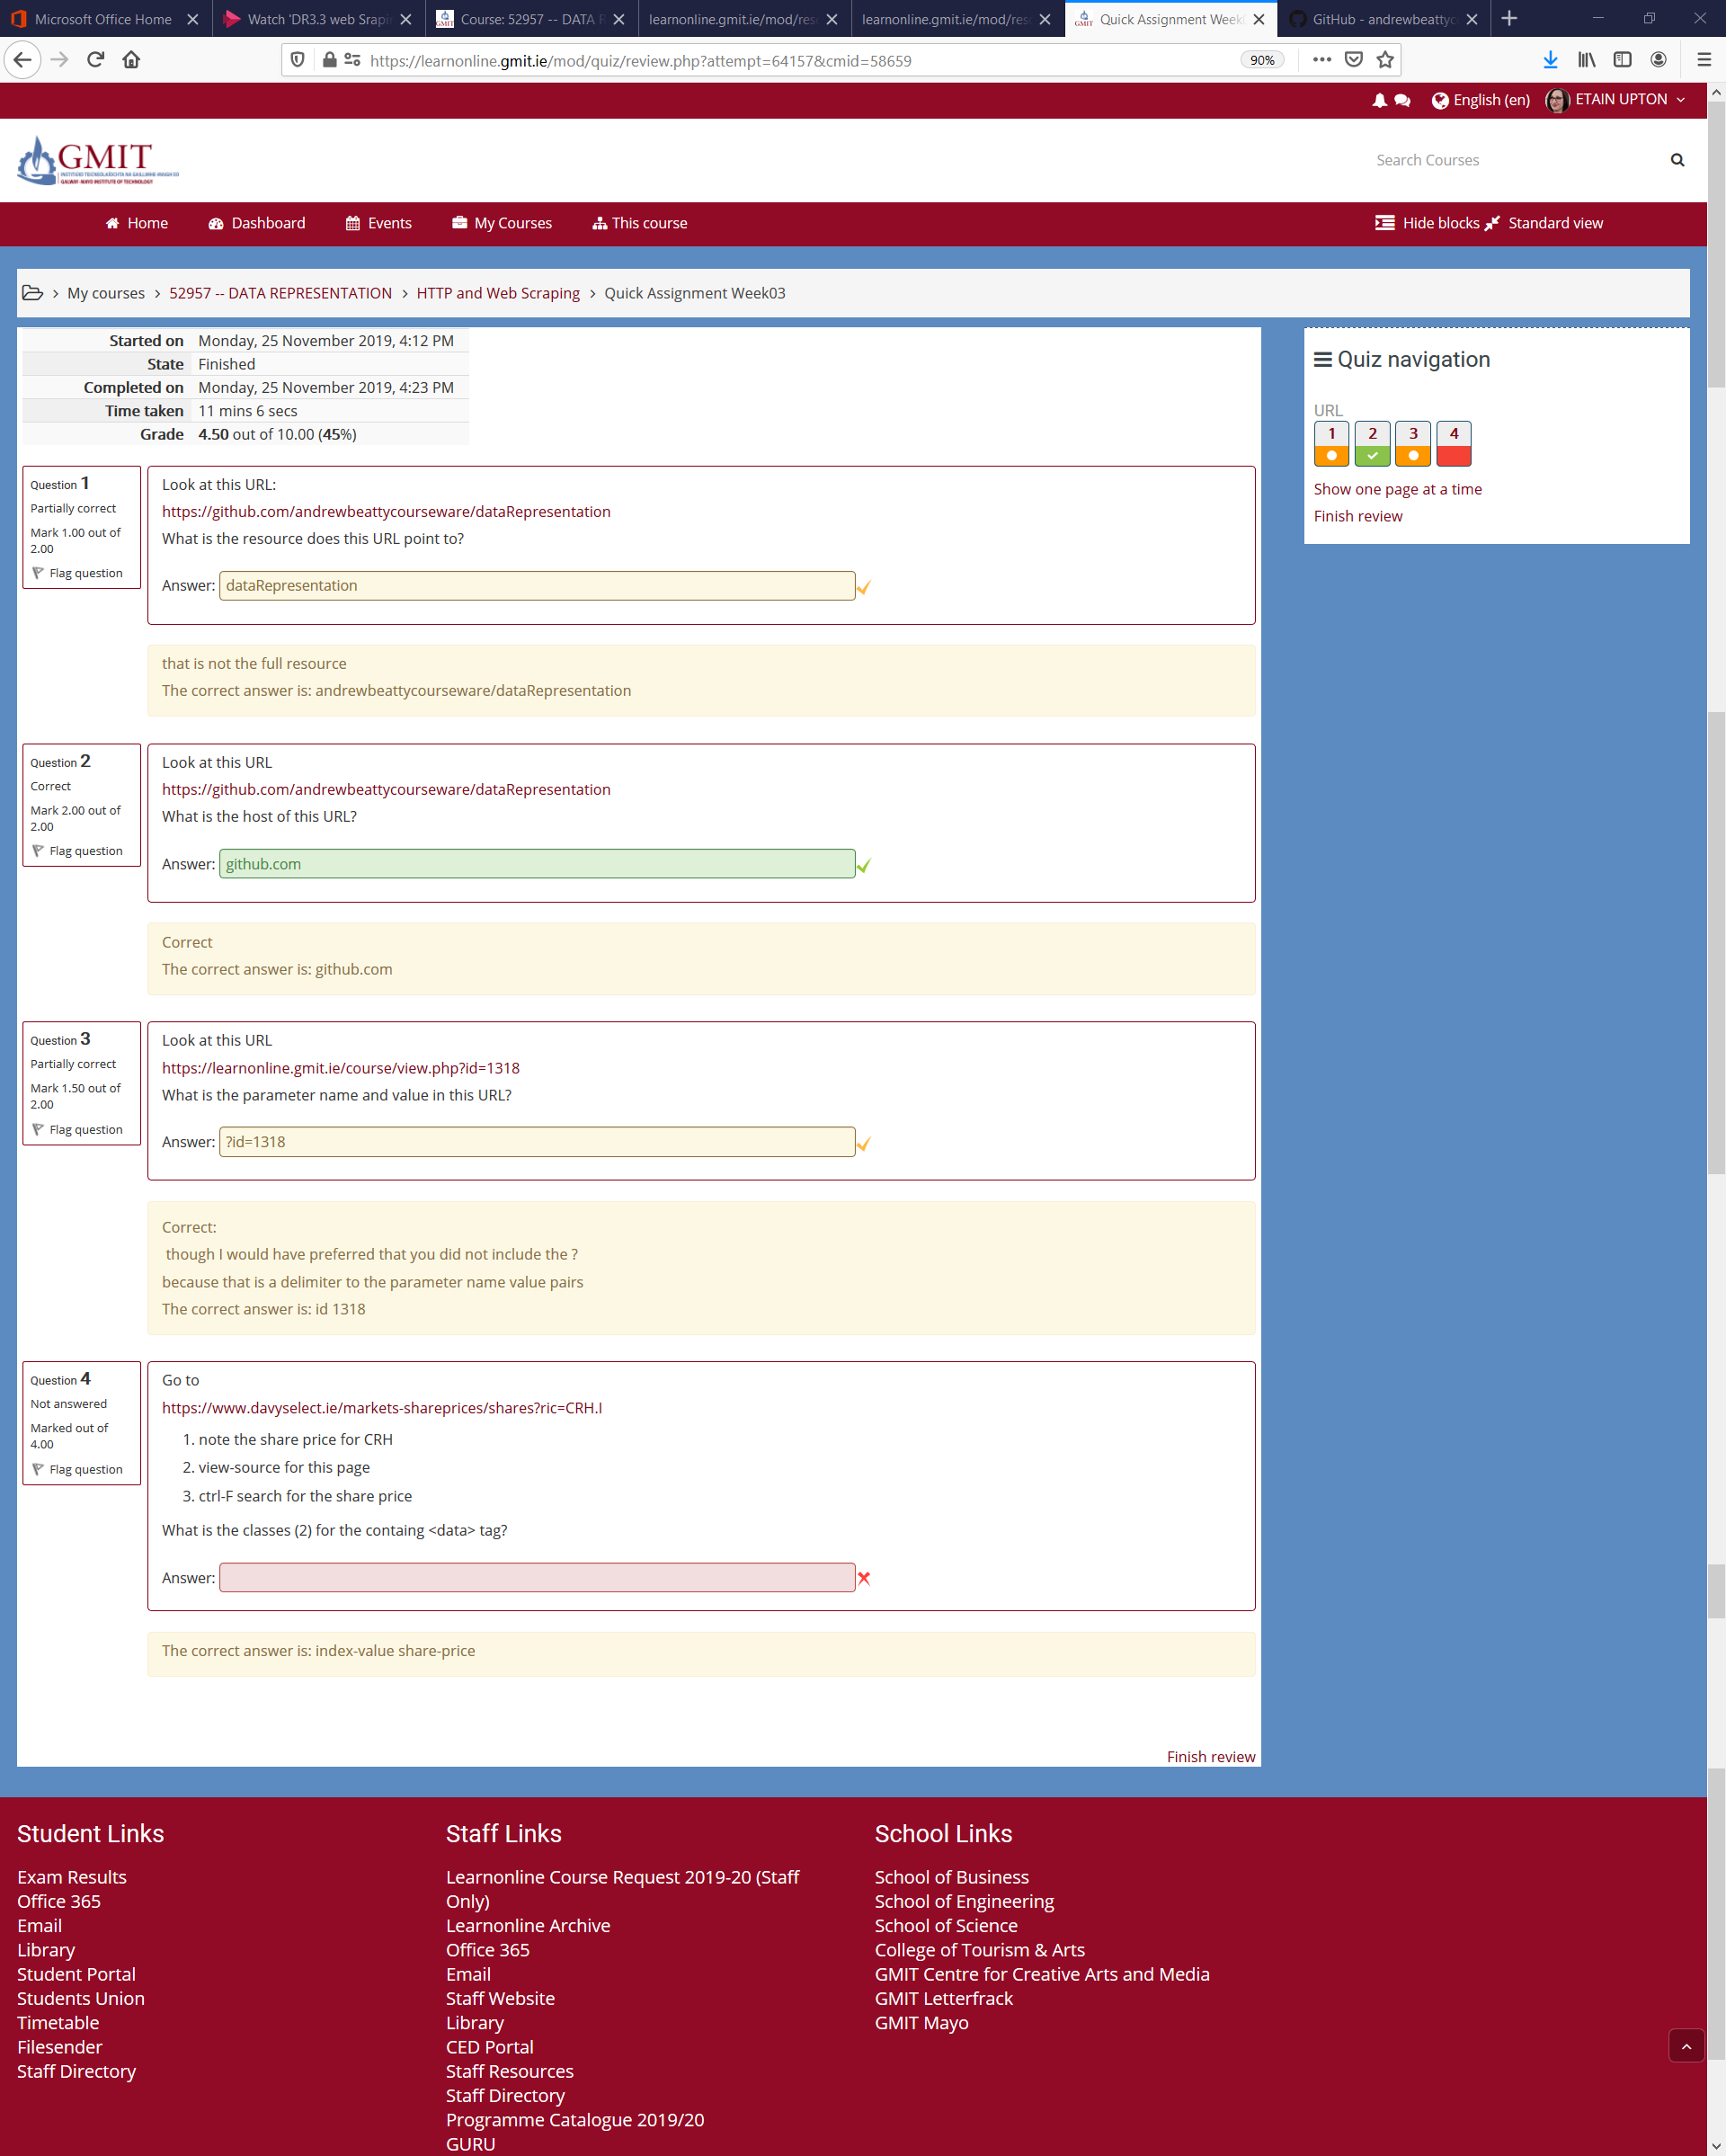 Microsoft Office Home
Watch 'DR3.3 web Srapi
Course: 52957 -- DATA R
learnonline.gmit.ie/mod/res
learnonline.gmit.ie/mod/res
Quick Assignment Week
GitHub - andrewbeattyc
https://learnonline.gmit.ie/mod/quiz/review.php?attempt=64157&cmid=58659
90%
English (en)
ETAIN UPTON
GMIT
GALWAY-MAYO INSTITUTE OF TECHNOLOGY
Search Courses
Home
Dashboard
Events
My Courses
This course
Hide blocks
Standard view
My courses > 52957 -- DATA REPRESENTATION > HTTP and Web Scraping > Quick Assignment Week03
Started on Monday, 25 November 2019, 4:12 PM
State Finished
Completed on Monday, 25 November 2019, 4:23 PM
Time taken 11 mins 6 secs
Grade 4.50 out of 10.00 (45%)
Quiz navigation
URL
1 2 3 4
Show one page at a time
Finish review
Question 1
Partially correct
Mark 1.00 out of
2.00
Flag question
Look at this URL:
https://github.com/andrewbeattycourseware/dataRepresentation
What is the resource does this URL point to?
Answer: dataRepresentation
that is not the full resource
The correct answer is: andrewbeattycourseware/dataRepresentation
Question 2
Correct
Mark 2.00 out of
2.00
Flag question
Look at this URL
https://github.com/andrewbeattycourseware/dataRepresentation
What is the host of this URL?
Answer: github.com
Correct
The correct answer is: github.com
Question 3
Partially correct
Mark 1.50 out of
2.00
Flag question
Look at this URL
https://learnonline.gmit.ie/course/view.php?id=1318
What is the parameter name and value in this URL?
Answer: ?id=1318
Correct:
though I would have preferred that you did not include the ?
because that is a delimiter to the parameter name value pairs
The correct answer is: id 1318
Question 4
Not answered
Marked out of
4.00
Flag question
Go to
https://www.davyselect.ie/markets-shareprices/shares?ric=CRH.I
1. note the share price for CRH
2. view-source for this page
3. ctrl-F search for the share price
What is the classes (2) for the containg <data> tag?
Answer:
The correct answer is: index-value share-price
Finish review
Student Links
Exam Results
Office 365
Email
Library
Student Portal
Students Union
Timetable
Filesender
Staff Directory
Staff Links
Learnonline Course Request 2019-20 (Staff
Only)
Learnonline Archive
Office 365
Email
Staff Website
Library
CED Portal
Staff Resources
Staff Directory
Programme Catalogue 2019/20
GURU
School Links
School of Business
School of Engineering
School of Science
College of Tourism & Arts
GMIT Centre for Creative Arts and Media
GMIT Letterfrack
GMIT Mayo